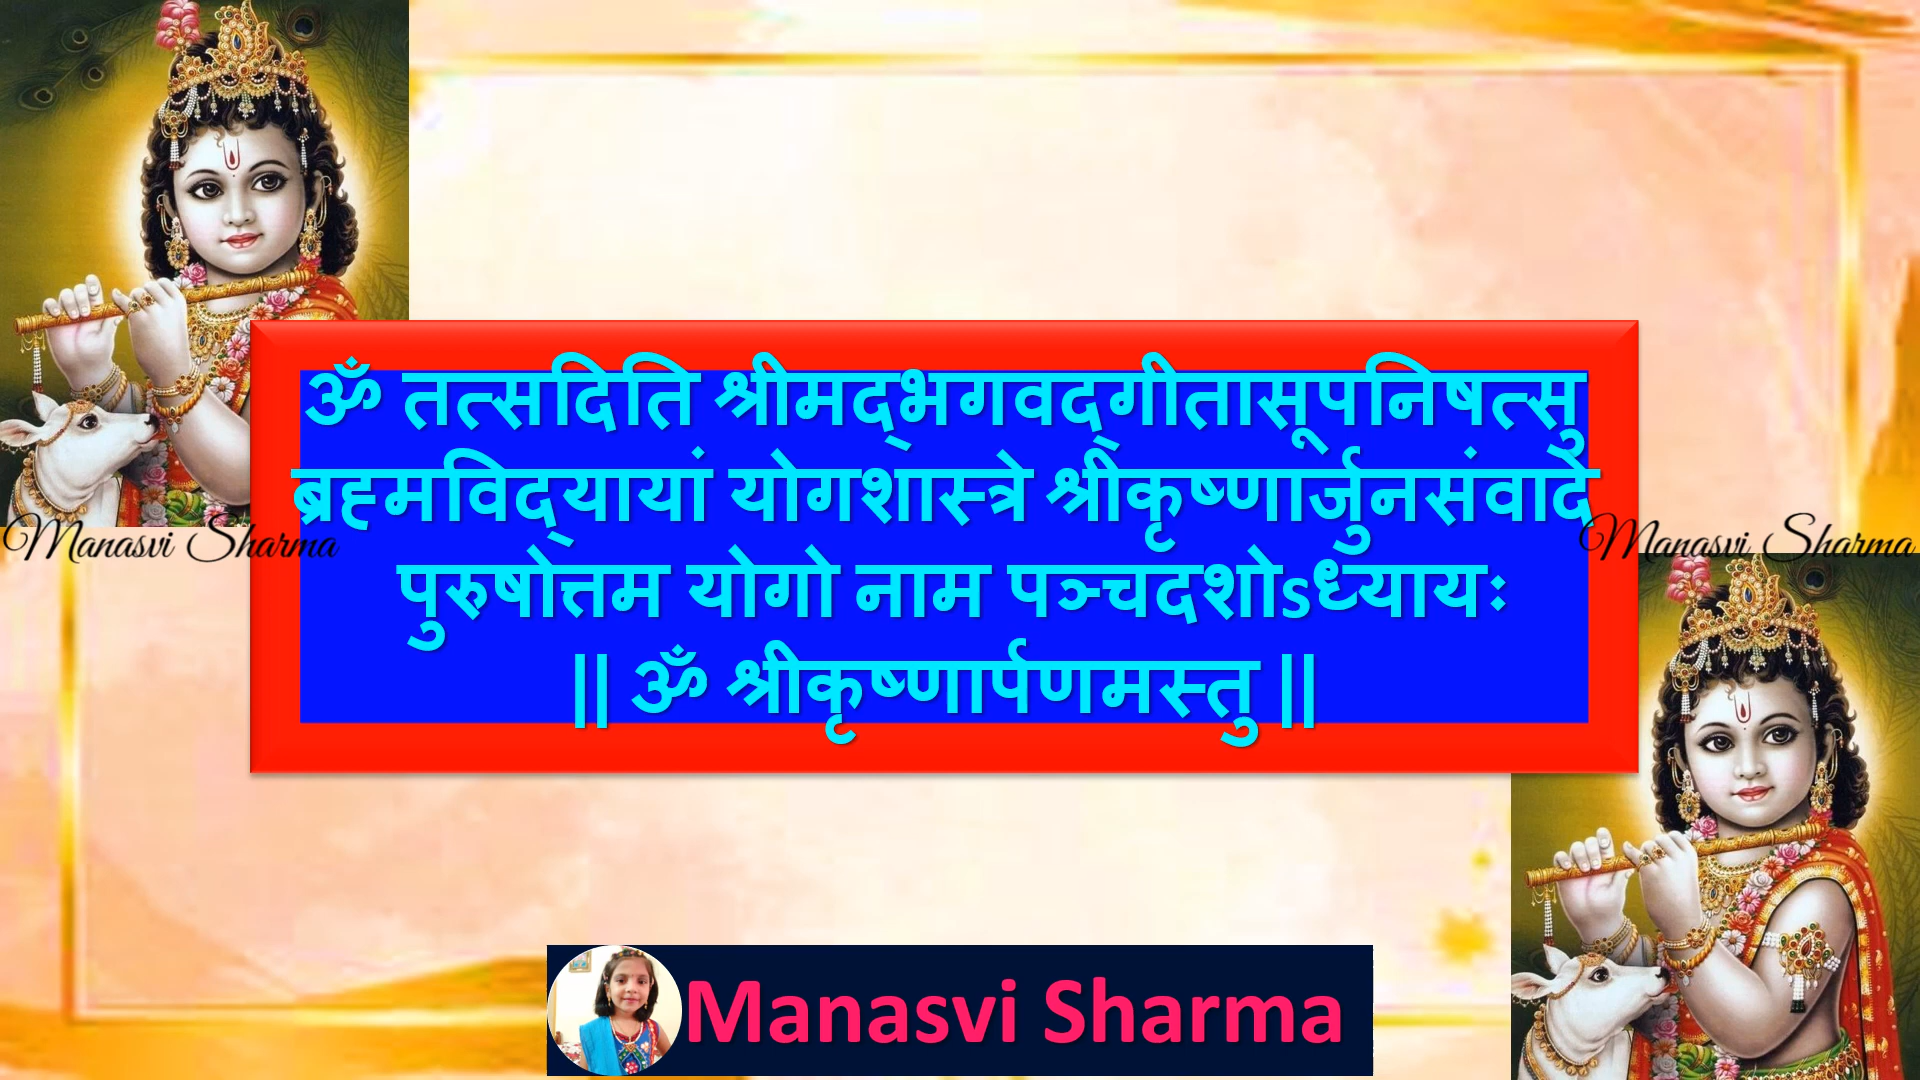 ॐ तत्सदिति श्रीमद्‌भगवद्‌गीतासूपनिषत्सु
ब्रह्मविद्‌यायां योगशास्त्रे श्रीकृष्णार्जुनसंवादे
पुरुषोत्तम योगो नाम पञ्चदशोऽध्यायः
|| ॐ श्रीकृष्णार्पणमस्तु ||
Manasvi Sharma
Manasvi Sharma
Manasvi Sharma